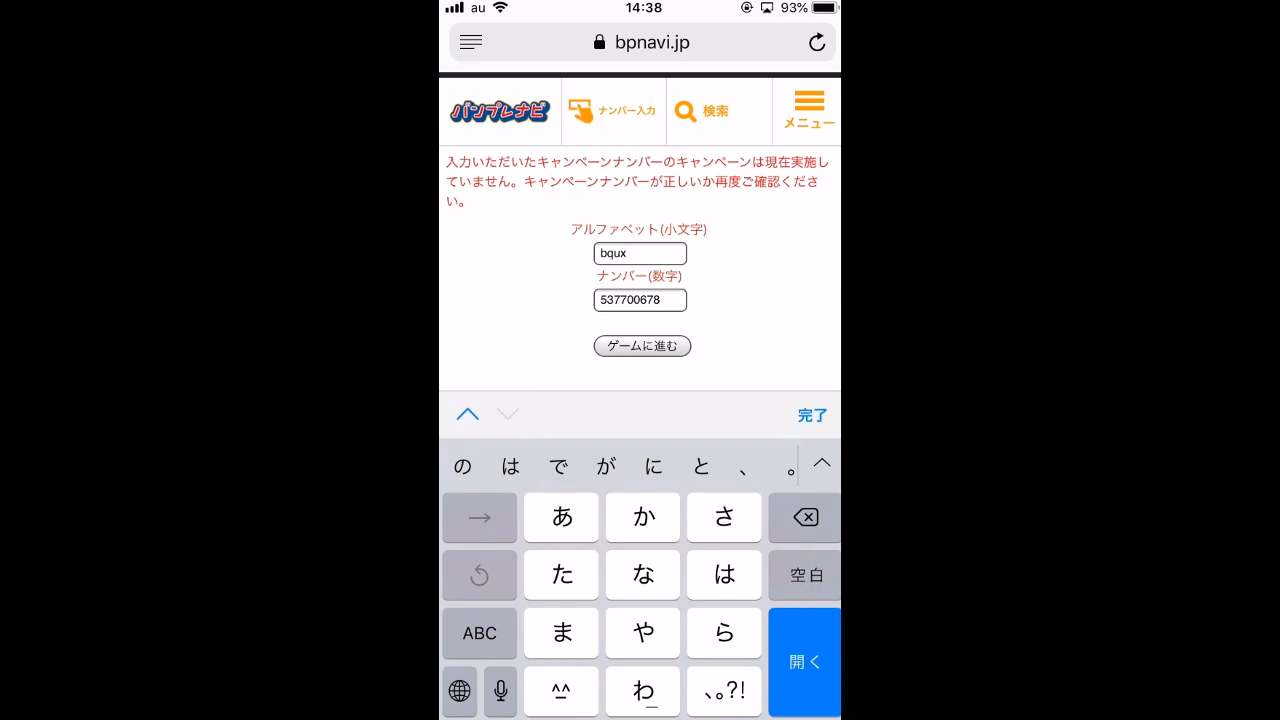 au 14:38 93%
bpnavi.jp
バンプレナビ ナンバー入力 検索 メニュー
入力いただいたキャンペーンナンバーのキャンペーンは現在実施し
ていません。キャンペーンナンバーが正しいか再度ご確認くださ
い。
アルファベット(小文字)
bqux
ナンバー(数字)
537700678
ゲームに進む
完了
の は で が に と 、 。
→ あ か さ
た な は 空白
ABC ま や ら
開く
^^ わ_ 、。?!